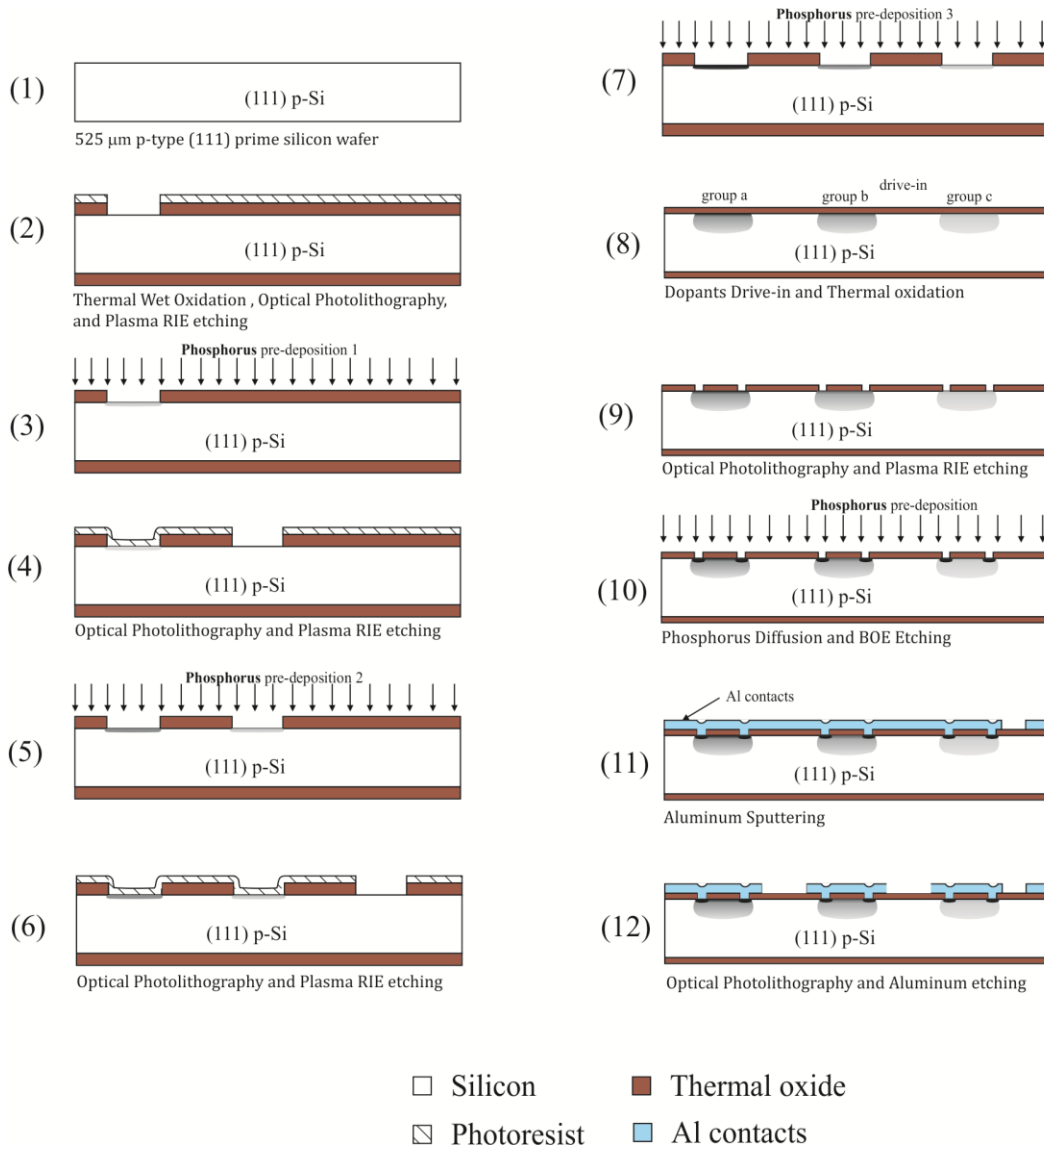 (1)
(111) p-Si
525 μm p-type (111) prime silicon wafer
(2)
(111) p-Si
Thermal Wet Oxidation , Optical Photolithography,
and Plasma RIE etching
Phosphorus pre-deposition 1
(3)
(111) p-Si
(4)
(111) p-Si
Optical Photolithography and Plasma RIE etching
Phosphorus pre-deposition 2
(5)
(111) p-Si
(6)
(111) p-Si
Optical Photolithography and Plasma RIE etching
Phosphorus pre-deposition 3
(7)
(111) p-Si
drive-in
group a group b group c
(8)
(111) p-Si
Dopants Drive-in and Thermal oxidation
(9)
(111) p-Si
Optical Photolithography and Plasma RIE etching
Phosphorus pre-deposition
(10)
(111) p-Si
Phosphorus Diffusion and BOE Etching
Al contacts
(11)
(111) p-Si
Aluminum Sputtering
(12)
(111) p-Si
Optical Photolithography and Aluminum etching
Silicon
Thermal oxide
Photoresist
Al contacts